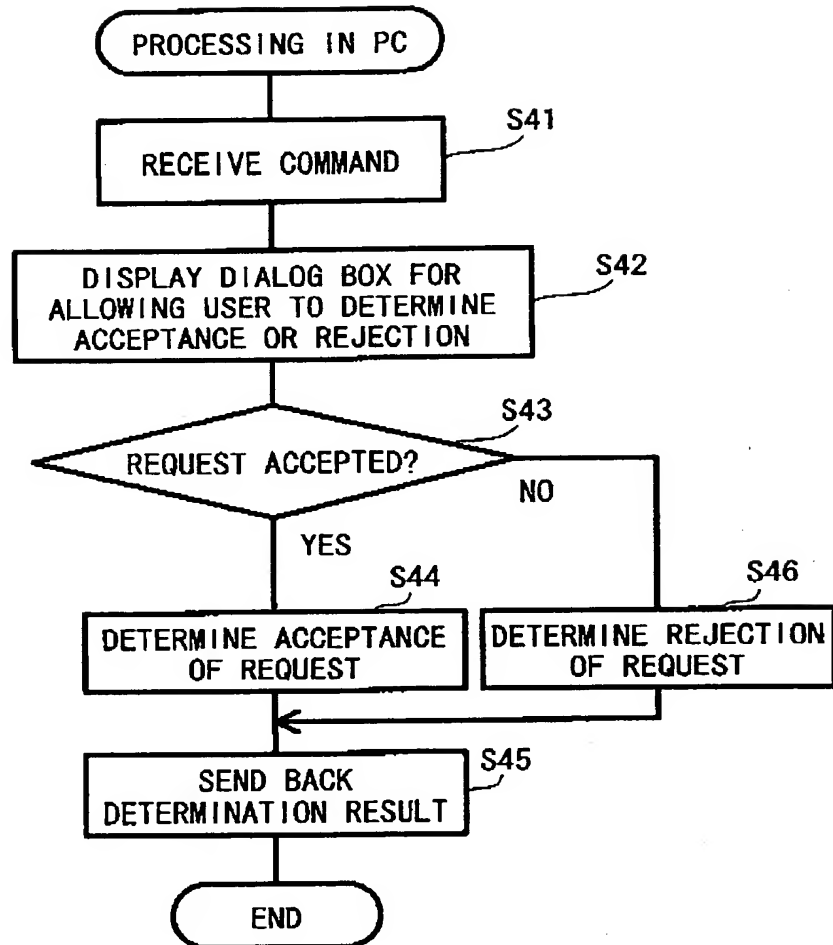 PROCESSING IN PC
S41
RECEIVE COMMAND
S42
DISPLAY DIALOG BOX FOR
ALLOWING USER TO DETERMINE
ACCEPTANCE OR REJECTION
S43
REQUEST ACCEPTED?
NO
YES
S44
DETERMINE ACCEPTANCE
OF REQUEST
S46
DETERMINE REJECTION
OF REQUEST
S45
SEND BACK
DETERMINATION RESULT
END